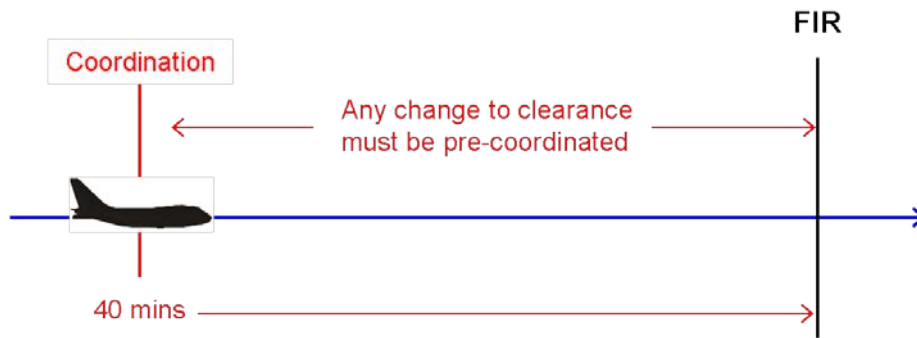 FIR
Coordination
Any change to clearance
must be pre-coordinated
40 mins